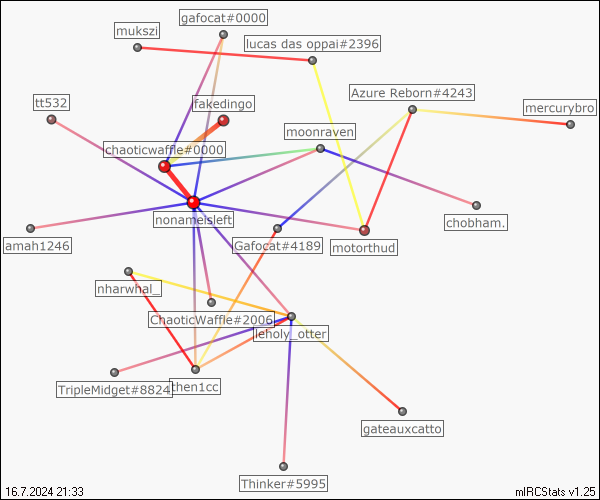 gafocat#0000
mukszi
lucas das oppai#2396
Azure Reborn#4243
tt532
fakedingo
mercurybro
moonraven
chaoticwaffle#0000
nonameisleft
chobham.
amah1246
Gafocat#4189
motorthud
nharwhal_
ChaoticWaffle#2006
leholy_otter
TripleMidget#8824
then1cc
gateauxcatto
Thinker#5995
16.7.2024 21:33
mIRCStats v1.25